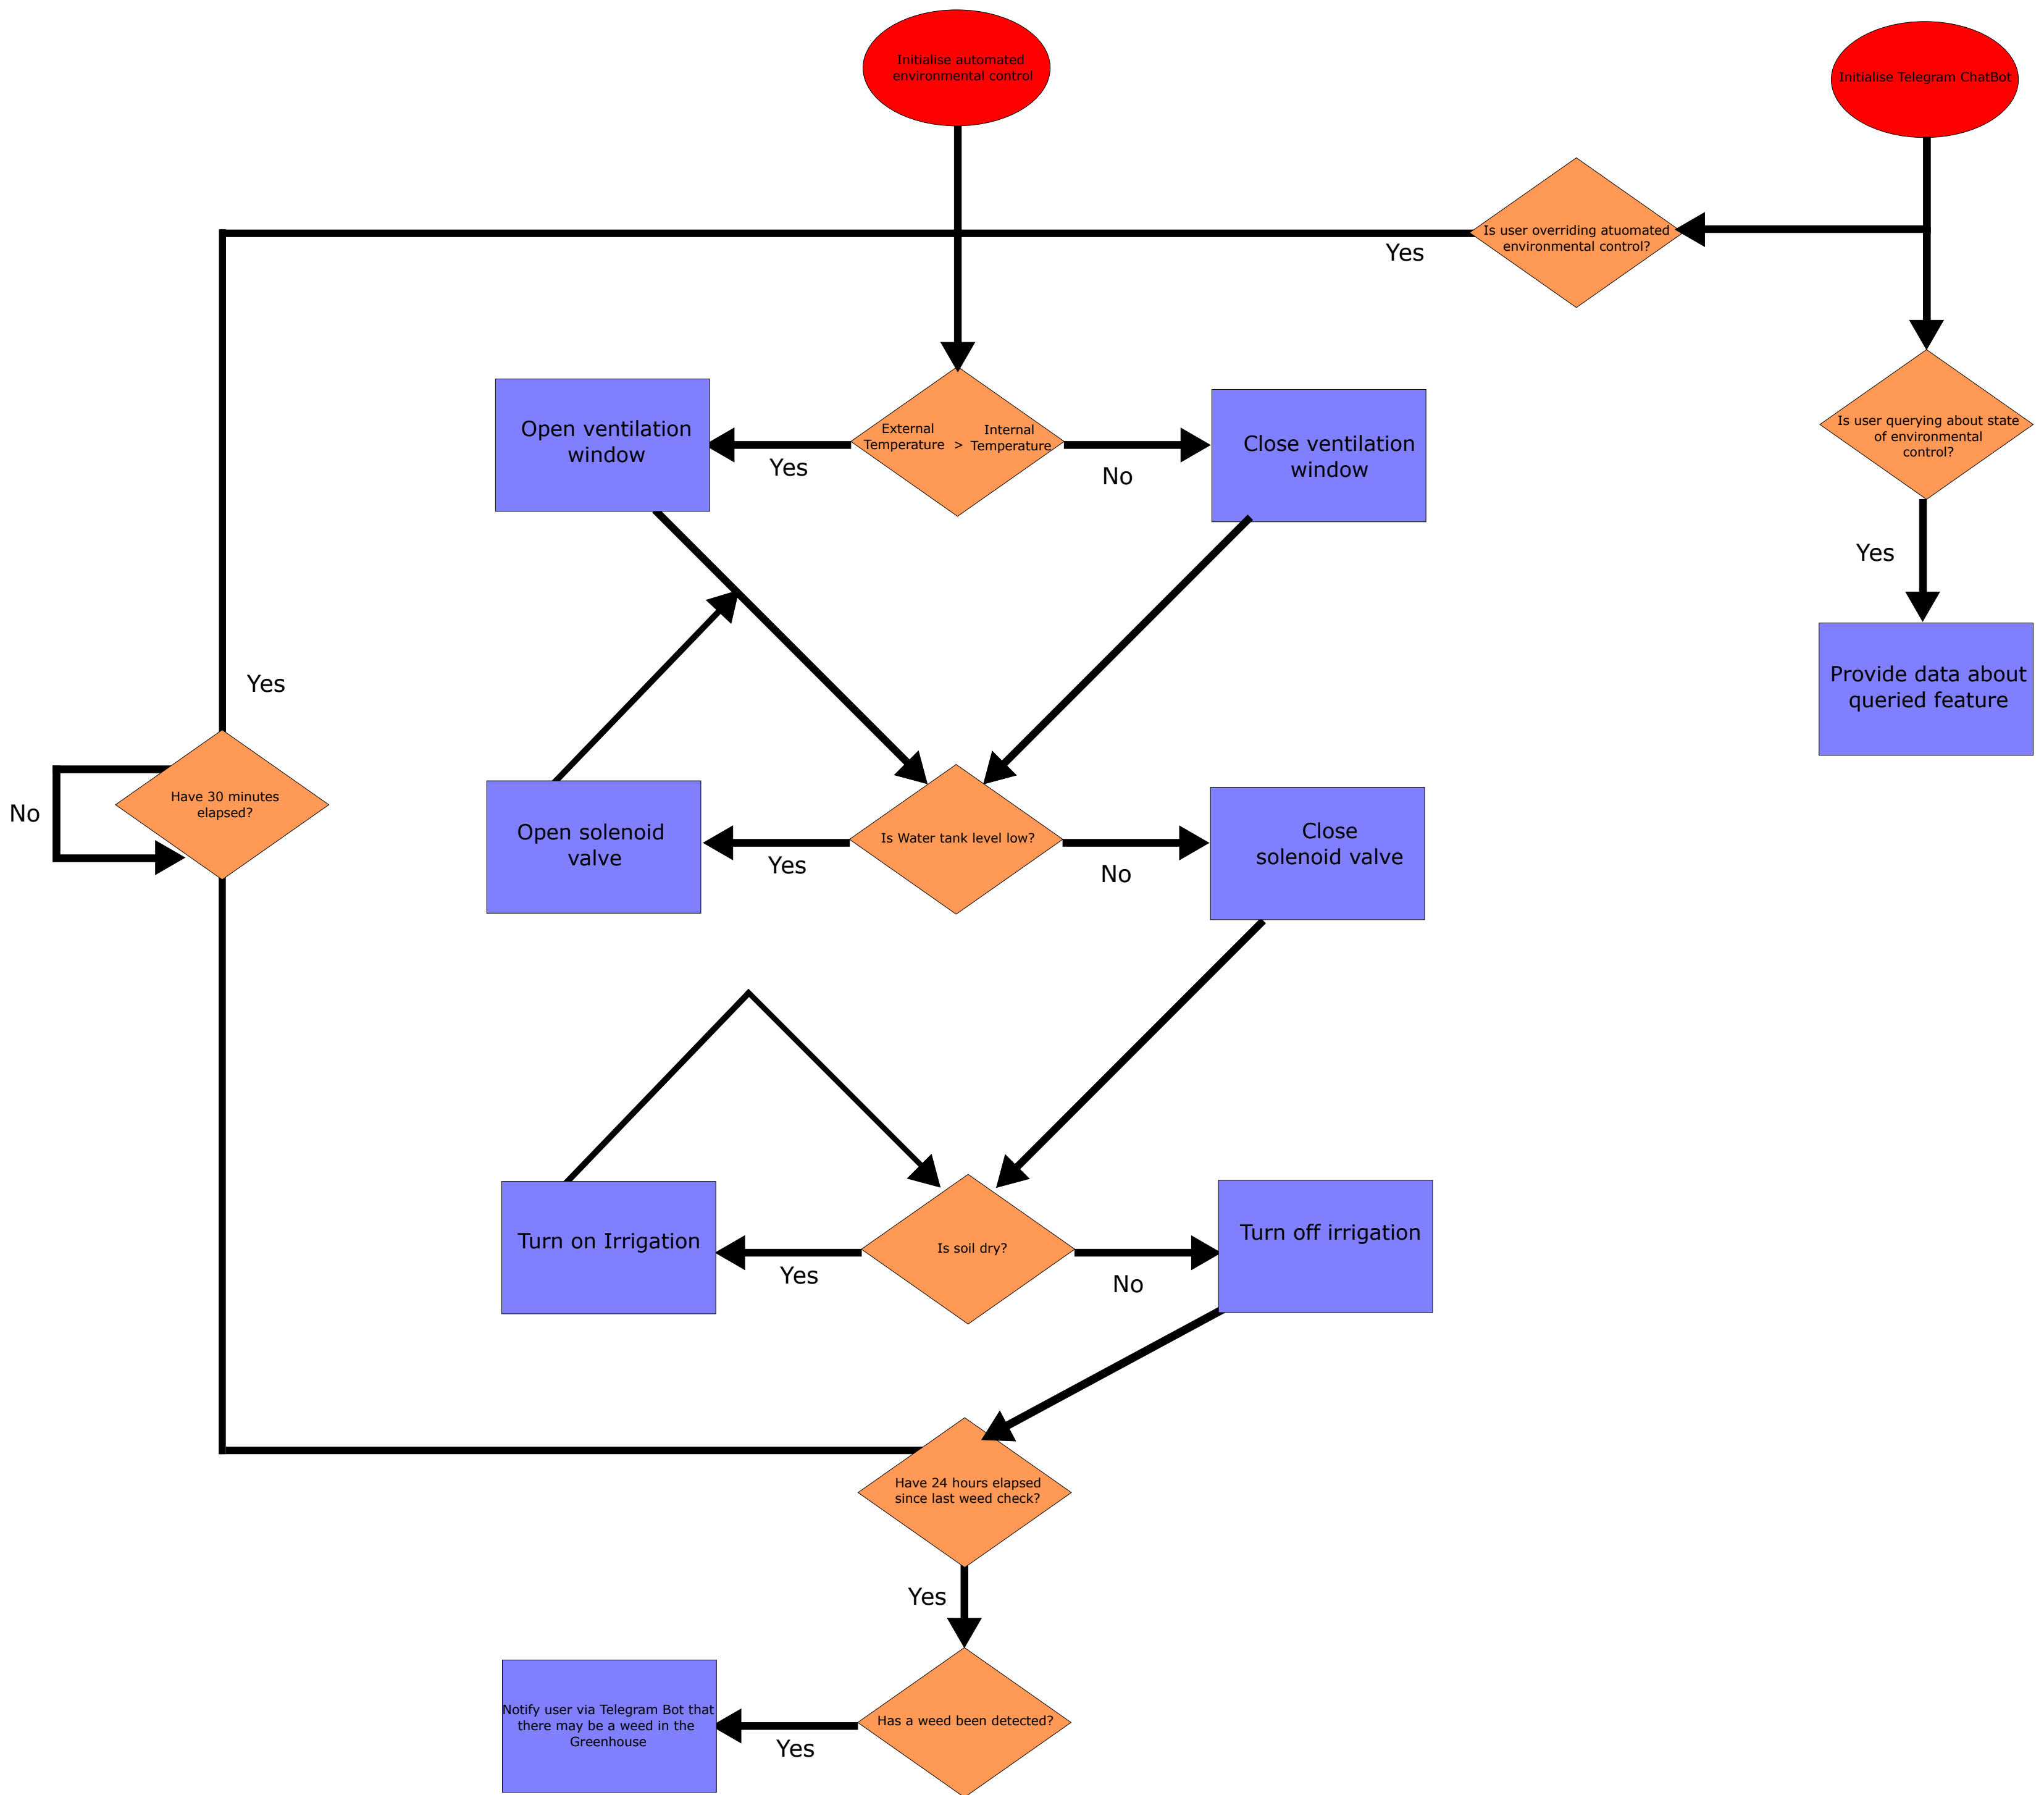 Initialise automated
environmental control
Initialise Telegram ChatBot
Is user overriding atuomated
environmental control?
Yes
External
Temperature
>
Internal
Temperature
Open ventilation
window
Yes
No
Close ventilation
window
Is user querying about state
of environmental
control?
Yes
Provide data about
queried feature
Yes
Have 30 minutes
elapsed?
No
Open solenoid
valve
Yes
Is Water tank level low?
No
Close
solenoid valve
Turn on Irrigation
Yes
Is soil dry?
No
Turn off irrigation
Have 24 hours elapsed
since last weed check?
Yes
Notify user via Telegram Bot that
there may be a weed in the
Greenhouse
Yes
Has a weed been detected?